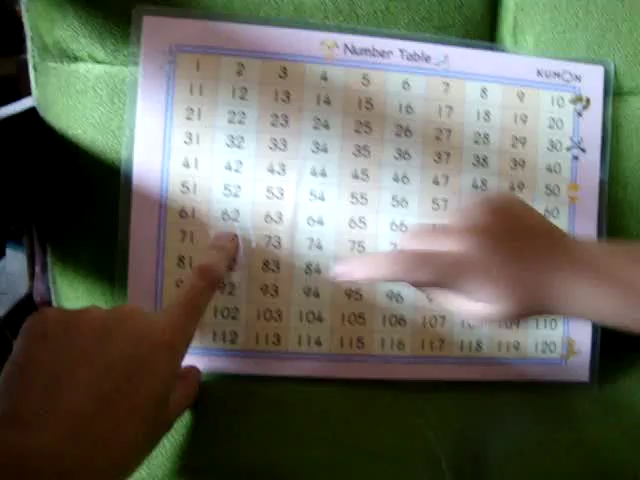 Number Table
KUMON
1 2 3 4 5 6 7 8 9 10
11 12 13 14 15 16 17 18 19 20
21 22 23 24 25 26 27 28 29 30
31 32 33 34 35 36 37 38 39 40
41 42 43 44 45 46 47 48 49 50
51 52 53 54 55 56 57 60
61 62 63 64 65 66
71 73 74 75
81 83 84
92 93 94 95 96
102 103 104 105 106 107 109 110
112 113 114 115 116 117 118 119 120